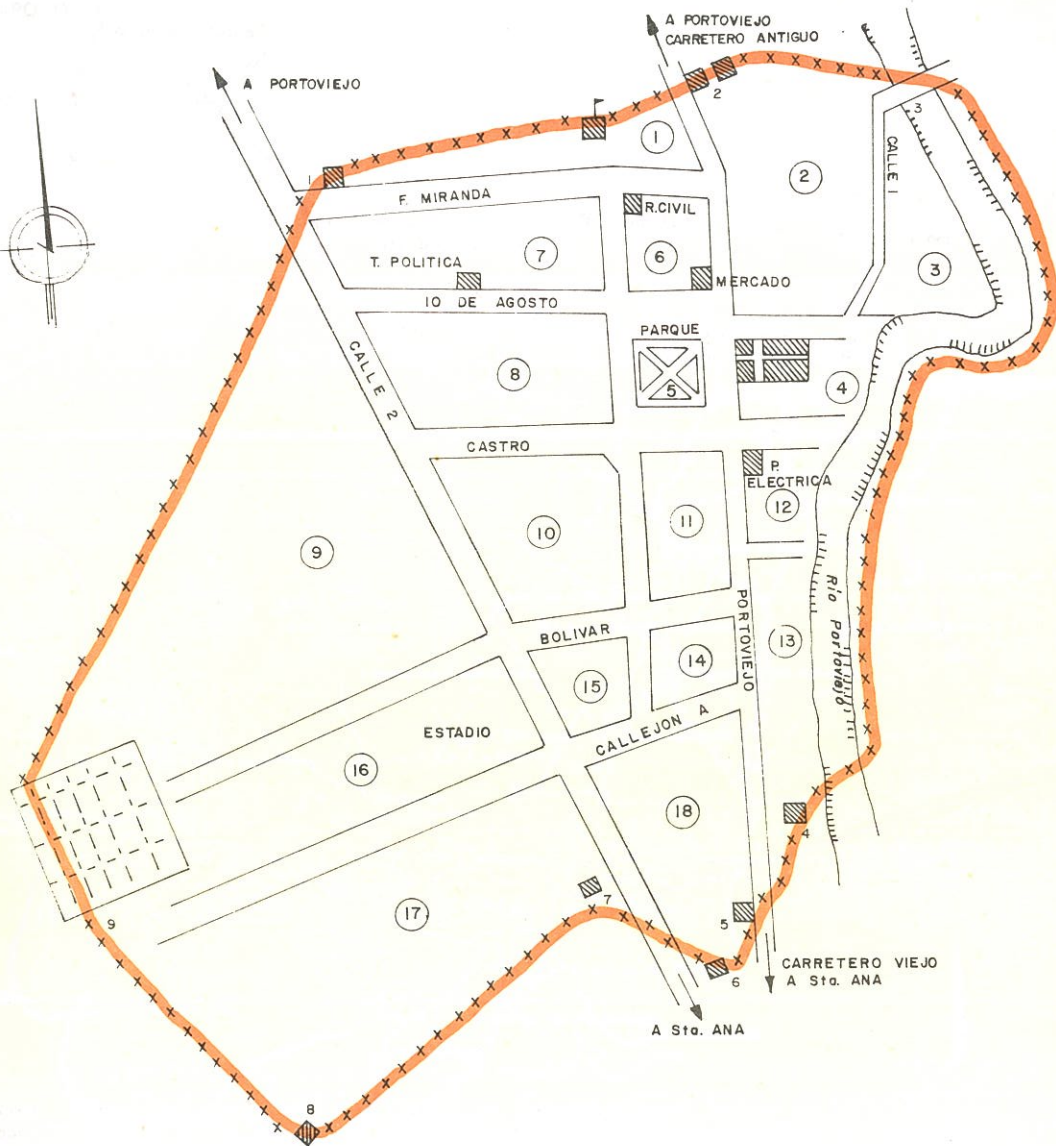 A PORTOVIEJO
CARRETERO ANTIGUO
A PORTOVIEJO
2
1
3
1
CALLE 1
2
F. MIRANDA
R.CIVIL
T. POLITICA
7
6
3
MERCADO
10 DE AGOSTO
PARQUE
CALLE 2
8
5
4
CASTRO
P.
ELECTRICA
12
11
10
9
Río Portoviejo
PORTOVIEJO
BOLIVAR
13
14
15
ESTADIO
CALLEJON A
16
18
4
7
17
5
9
6
CARRETERO VIEJO
A Sta. ANA
A Sta. ANA
8